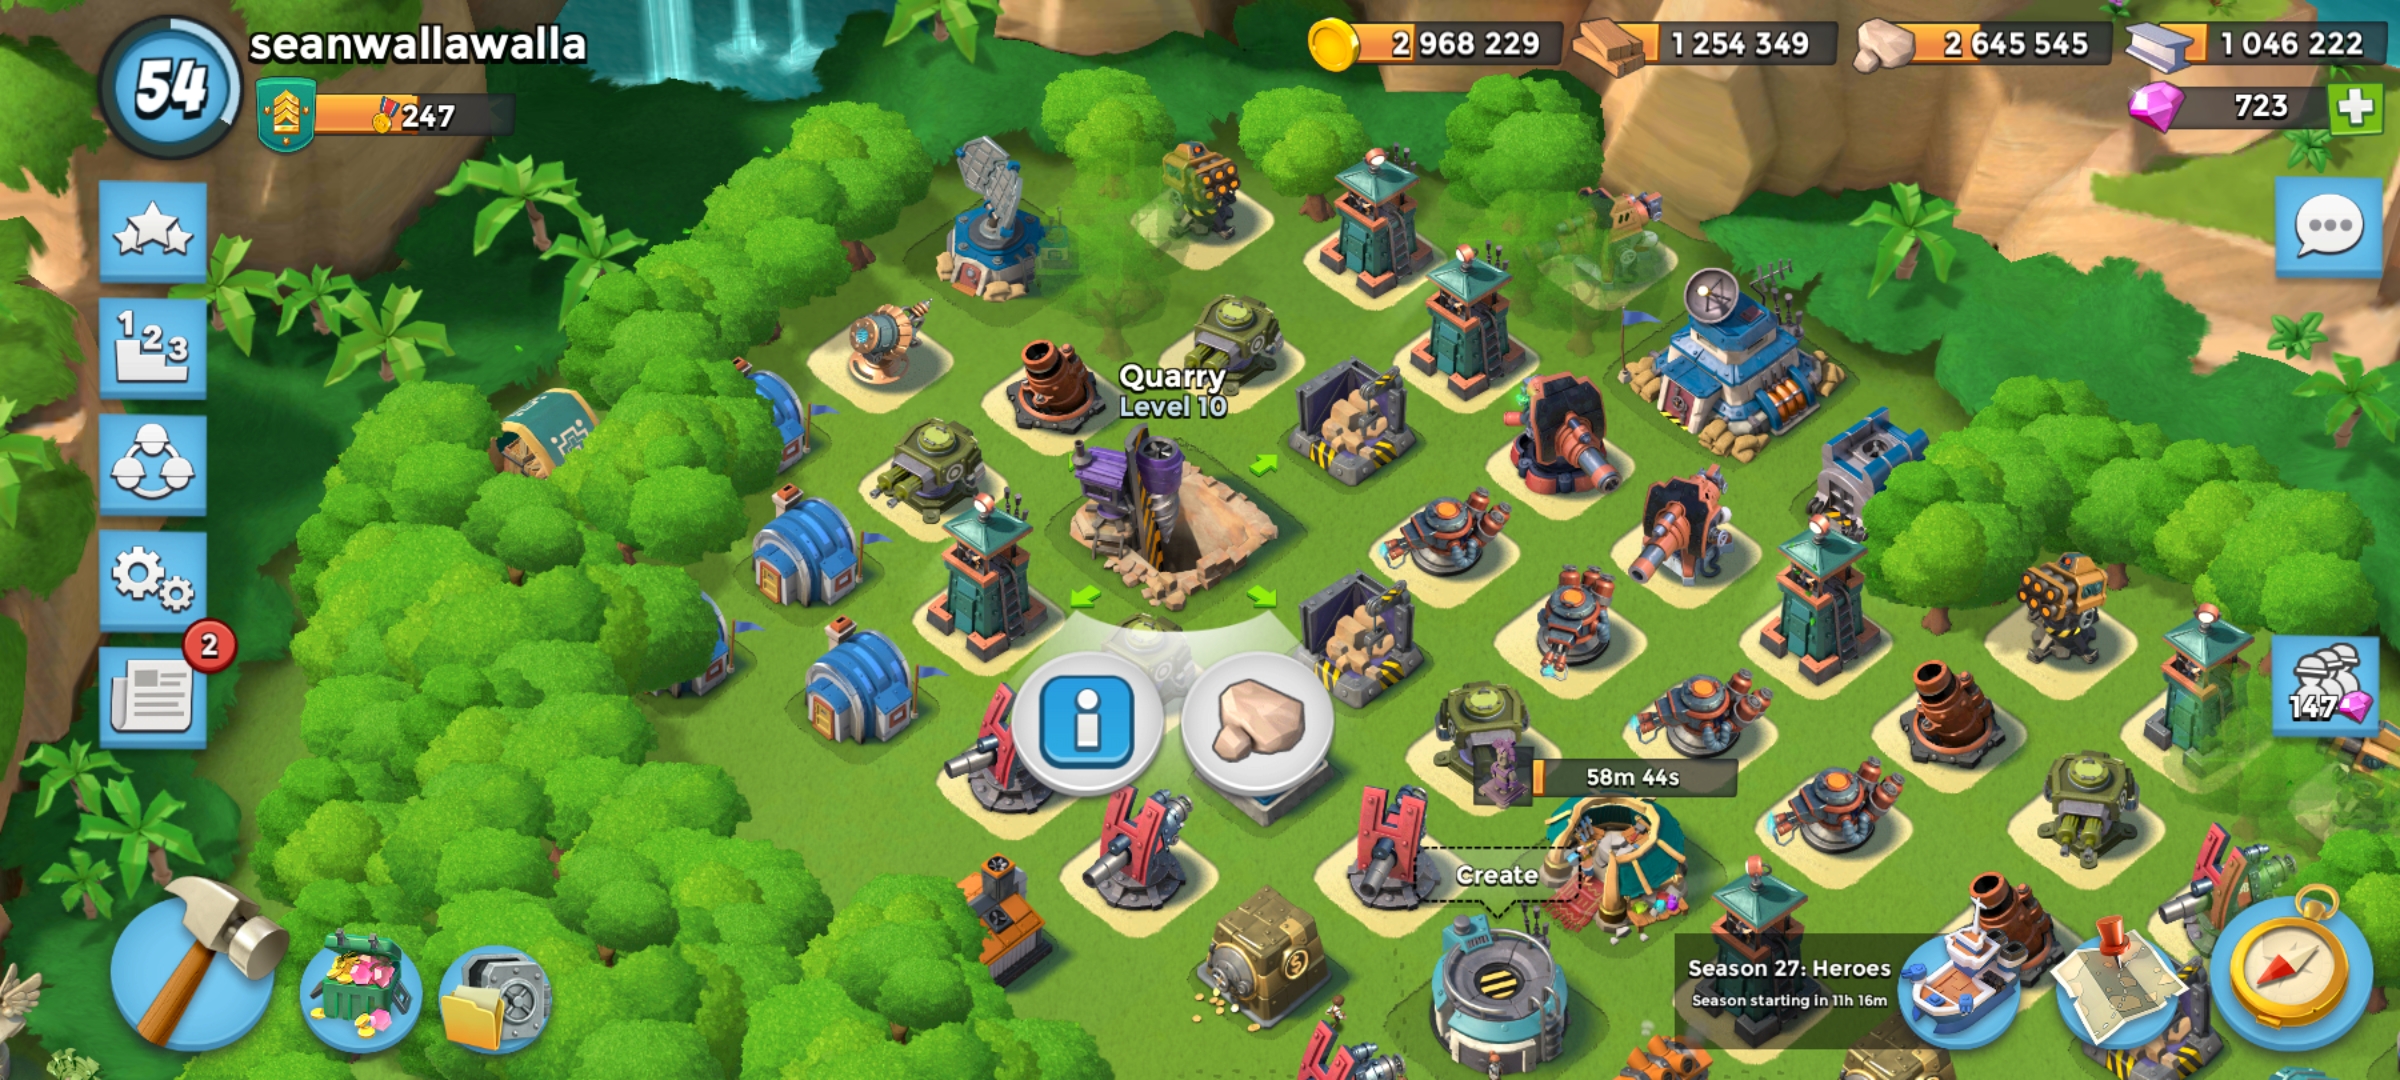 54
seanwallawalla
247
2 968 229
1 254 349
2 645 545
1 046 222
723
123
2
Quarry
Level 10
147
58m 44s
Create
Season 27: Heroes
Season starting in 11h 16m